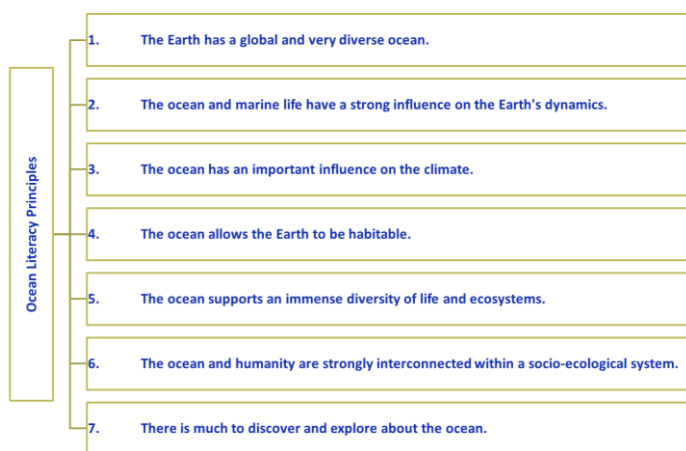 Ocean Literacy Principles
1. The Earth has a global and very diverse ocean.
2. The ocean and marine life have a strong influence on the Earth's dynamics.
3. The ocean has an important influence on the climate.
4. The ocean allows the Earth to be habitable.
5. The ocean supports an immense diversity of life and ecosystems.
6. The ocean and humanity are strongly interconnected within a socio-ecological system.
7. There is much to discover and explore about the ocean.